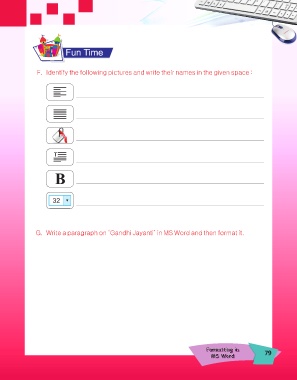 Fun Time
F. Identify the following pictures and write their names in the given space :
B
32
G. Write a paragraph on "Gandhi Jayanti" in MS Word and then format it.
Formatting in
MS Word
79